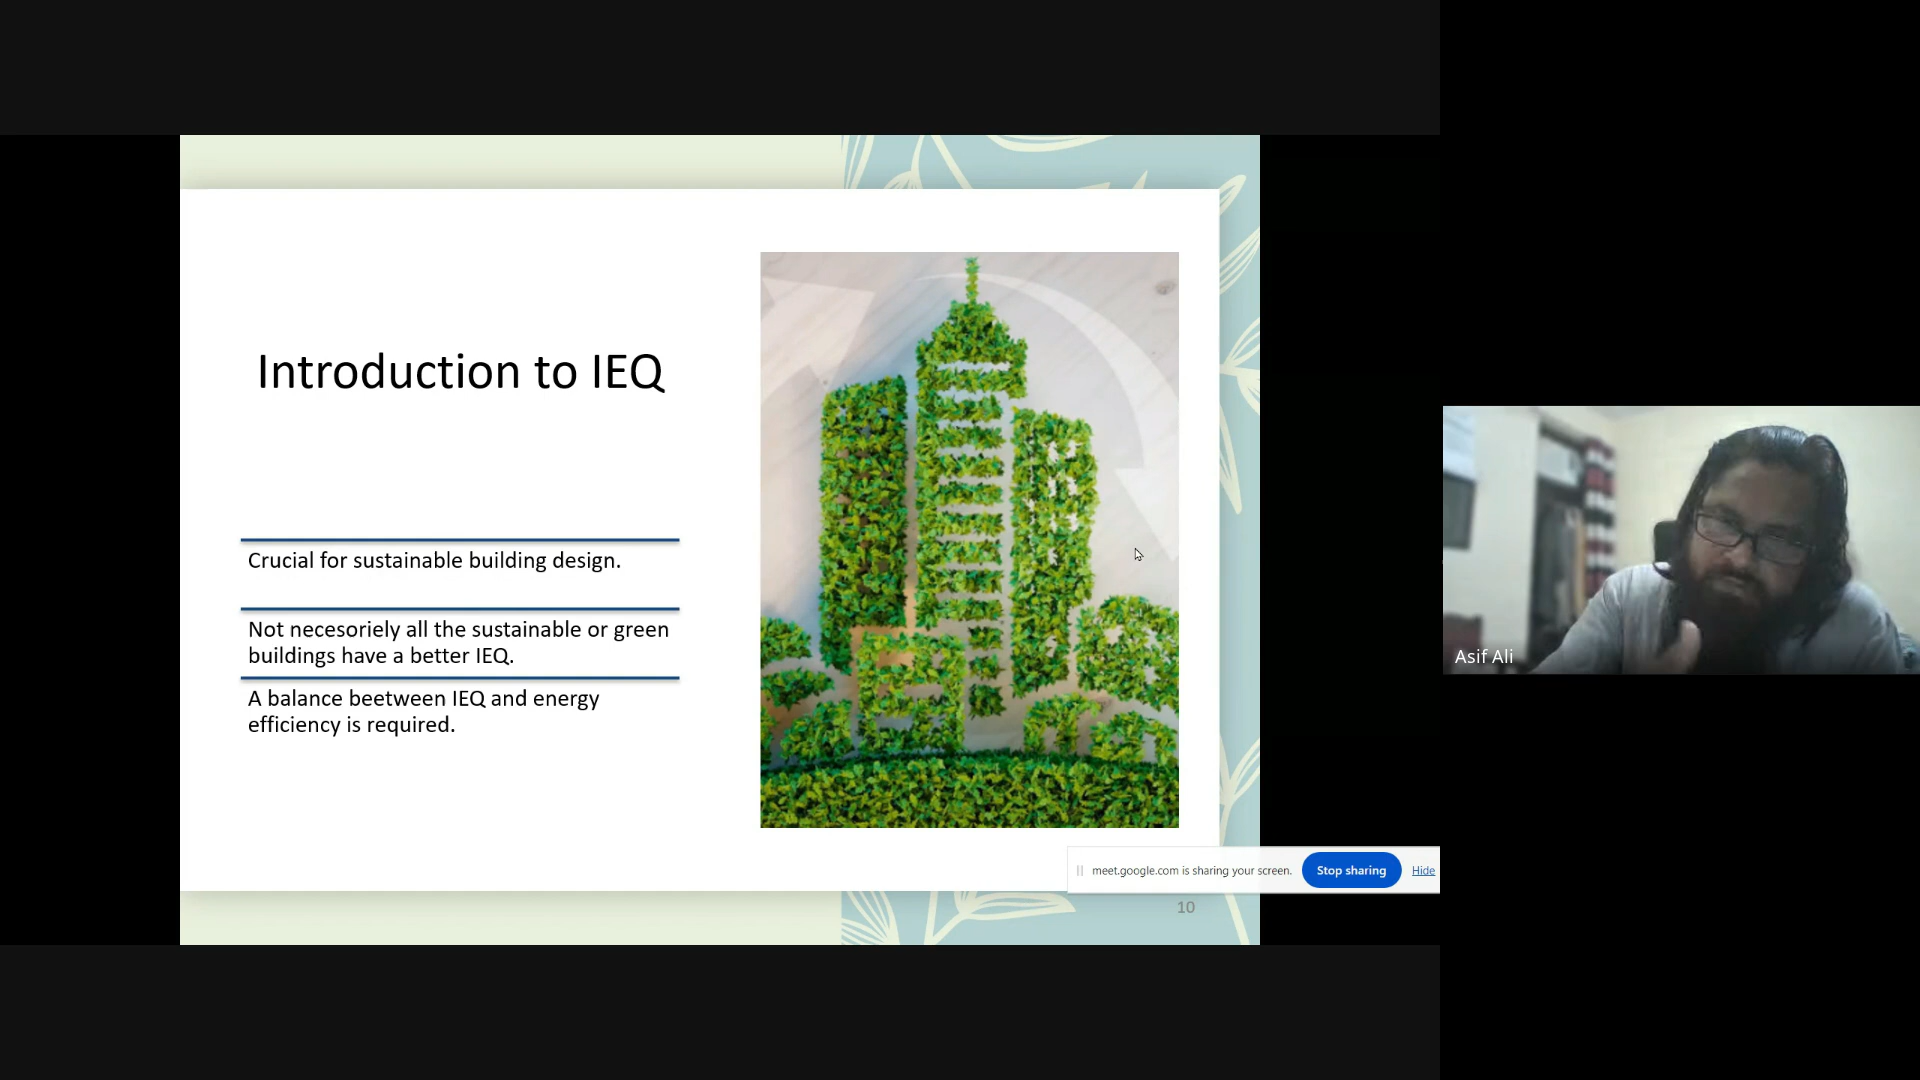 Introduction to IEQ
Crucial for sustainable building design.
Not necesoriely all the sustainable or green
buildings have a better IEQ.
A balance beetween IEQ and energy
efficiency is required.
Asif Ali
meet.google.com is sharing your screen.
Stop sharing
Hide
10